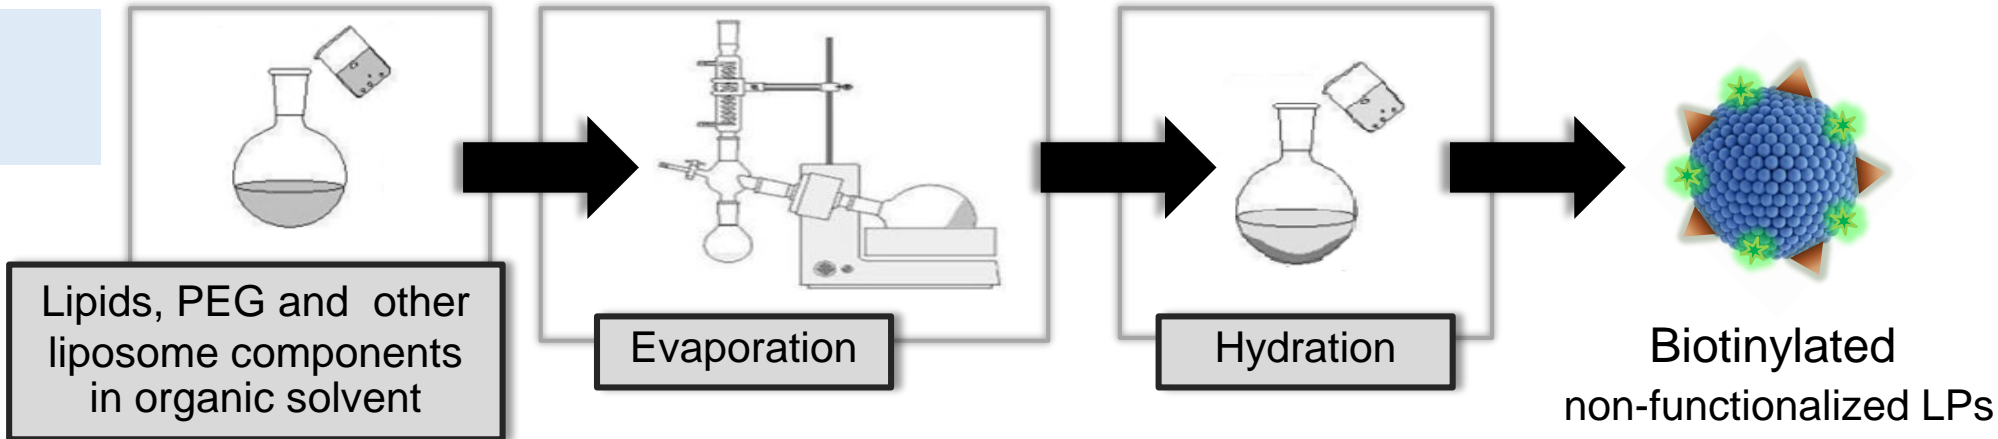 Lipids, PEG and other
liposome components
in organic solvent
Evaporation
Hydration
Biotinylated
non-functionalized LPs